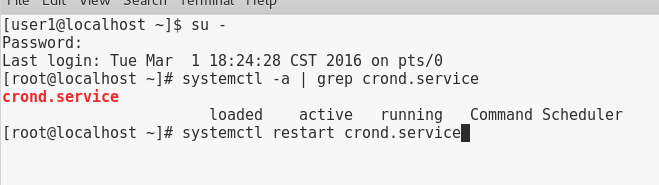 File Edit View Search Terminal Help
[user1@localhost ~]$ su -
Password:
Last login: Tue Mar  1 18:24:28 CST 2016 on pts/0
[root@localhost ~]# systemctl -a | grep crond.service
crond.service
loaded    active   running   Command Scheduler
[root@localhost ~]# systemctl restart crond.service